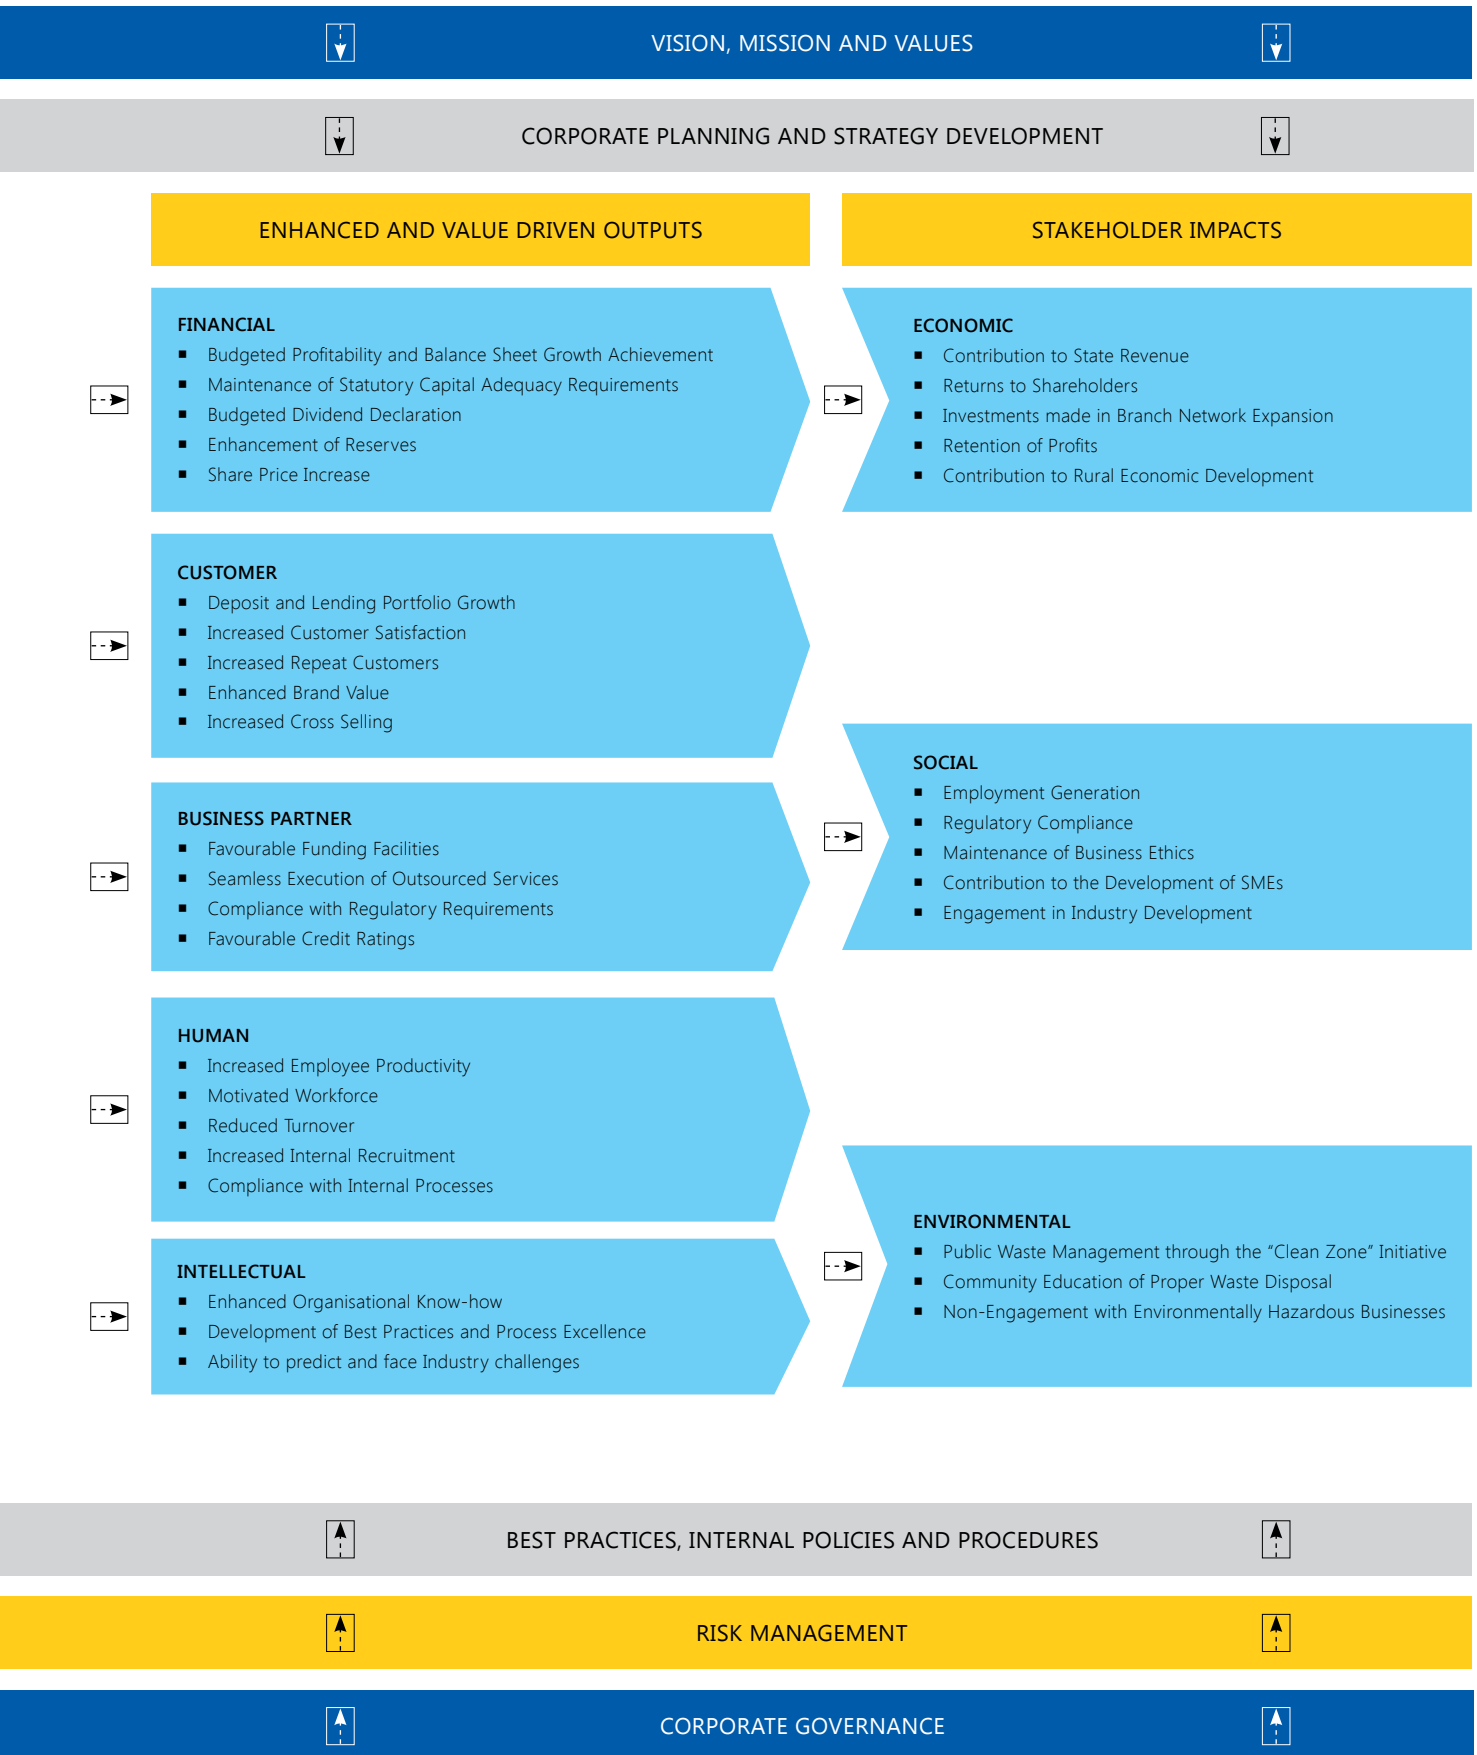 VISION, MISSION AND VALUES
CORPORATE PLANNING AND STRATEGY DEVELOPMENT
ENHANCED AND VALUE DRIVEN OUTPUTS
FINANCIAL
▪ Budgeted Profitability and Balance Sheet Growth Achievement
▪ Maintenance of Statutory Capital Adequacy Requirements
▪ Budgeted Dividend Declaration
▪ Enhancement of Reserves
▪ Share Price Increase
CUSTOMER
▪ Deposit and Lending Portfolio Growth
▪ Increased Customer Satisfaction
▪ Increased Repeat Customers
▪ Enhanced Brand Value
▪ Increased Cross Selling
BUSINESS PARTNER
▪ Favourable Funding Facilities
▪ Seamless Execution of Outsourced Services
▪ Compliance with Regulatory Requirements
▪ Favourable Credit Ratings
HUMAN
▪ Increased Employee Productivity
▪ Motivated Workforce
▪ Reduced Turnover
▪ Increased Internal Recruitment
▪ Compliance with Internal Processes
INTELLECTUAL
▪ Enhanced Organisational Know-how
▪ Development of Best Practices and Process Excellence
▪ Ability to predict and face Industry challenges
STAKEHOLDER IMPACTS
ECONOMIC
▪ Contribution to State Revenue
▪ Returns to Shareholders
▪ Investments made in Branch Network Expansion
▪ Retention of Profits
▪ Contribution to Rural Economic Development
SOCIAL
▪ Employment Generation
▪ Regulatory Compliance
▪ Maintenance of Business Ethics
▪ Contribution to the Development of SMEs
▪ Engagement in Industry Development
ENVIRONMENTAL
▪ Public Waste Management through the “Clean Zone” Initiative
▪ Community Education of Proper Waste Disposal
▪ Non-Engagement with Environmentally Hazardous Businesses
BEST PRACTICES, INTERNAL POLICIES AND PROCEDURES
RISK MANAGEMENT
CORPORATE GOVERNANCE